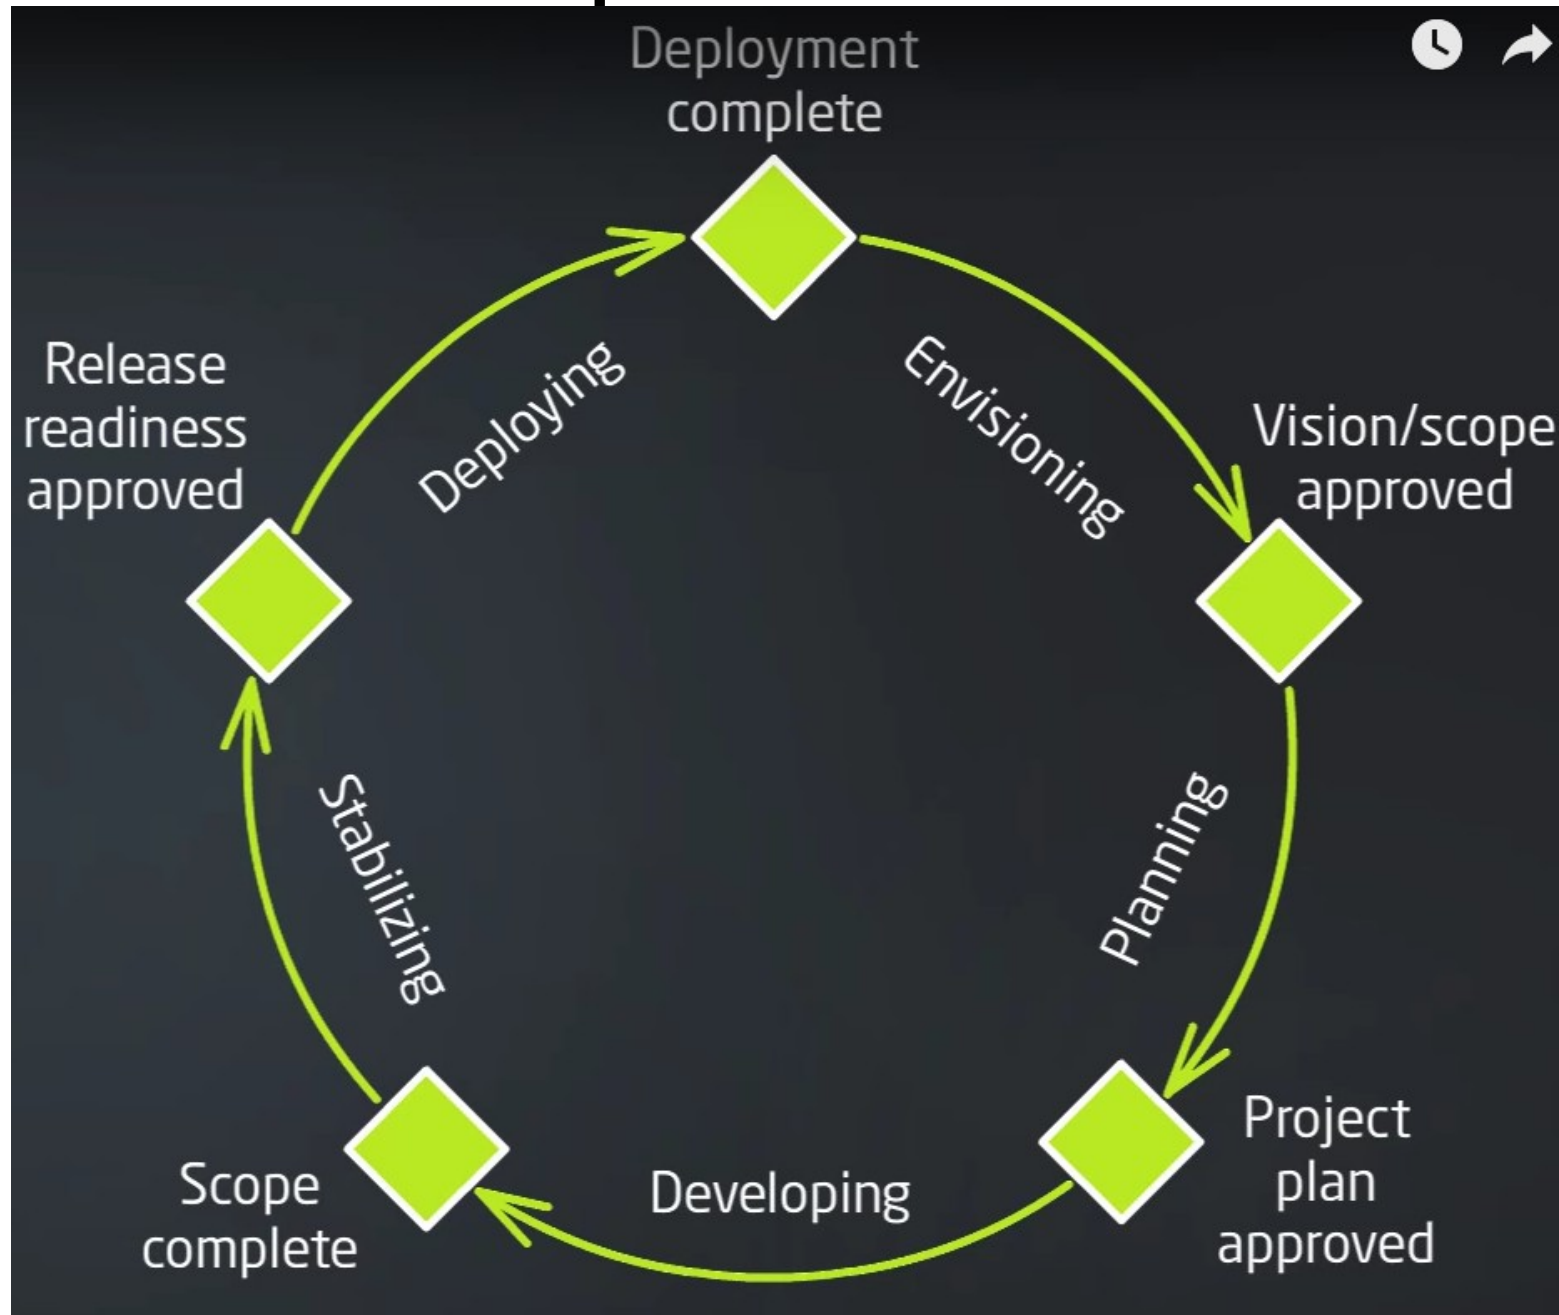 Deployment
complete
Release
readiness
approved
Deploying
Envisioning
Vision/scope
approved
Stabilizing
Planning
Scope
complete
Developing
Project
plan
approved